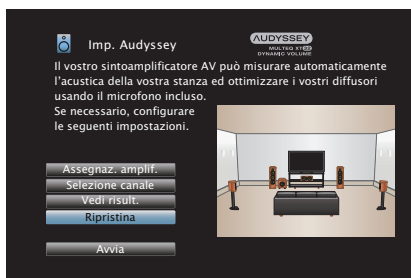 Imp. Audyssey
AUDYSSEY
MULTEQ XT32
DYNAMIC VOLUME
Il vostro sintoamplificatore AV può misurare automaticamente
l'acustica della vostra stanza ed ottimizzare i vostri diffusori
usando il microfono incluso.
Se necessario, configurare
le seguenti impostazioni.
Assegnaz. amplif.
Selezione canale
Vedi risult.
Ripristina
Avvia